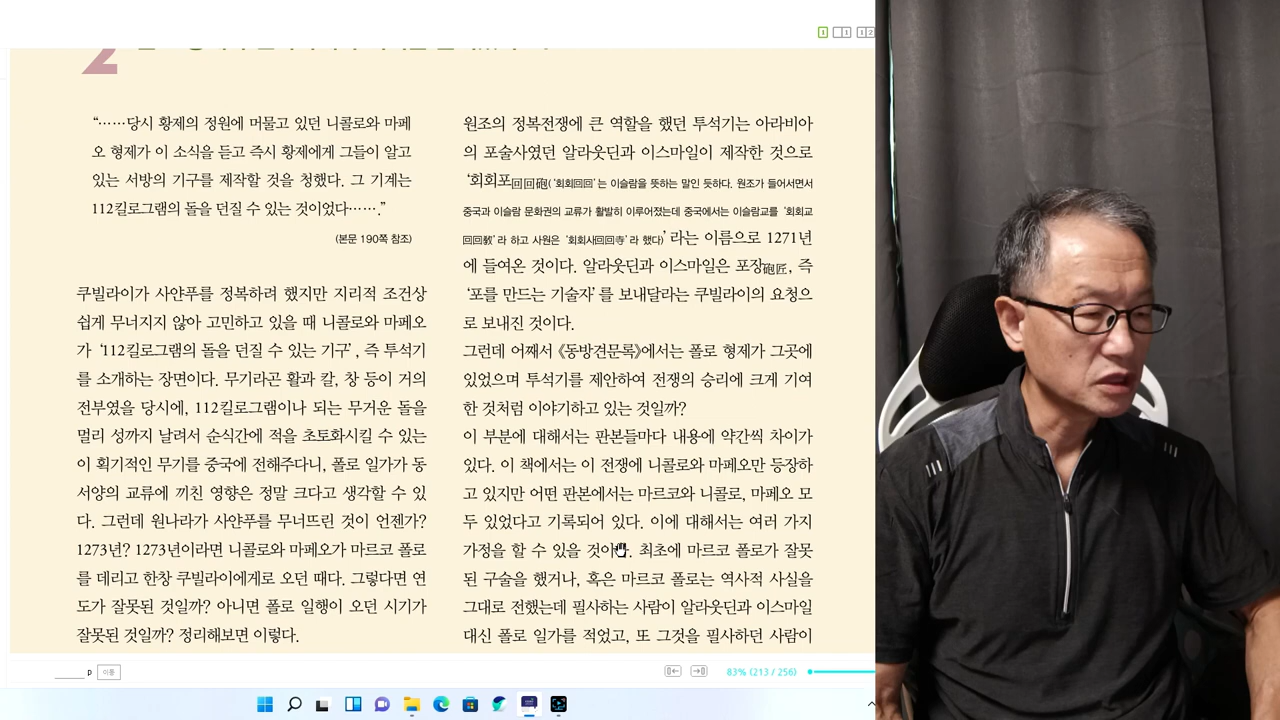 2
“……당시 황제의 정원에 머물고 있던 니콜로와 마페
오 형제가 이 소식을 듣고 즉시 황제에게 그들이 알고
있는 서방의 기구를 제작할 것을 청했다. 그 기계는
112킬로그램의 돌을 던질 수 있는 것이었다…….”
(본문 190쪽 참조)
쿠빌라이가 사얀푸를 정복하려 했지만 지리적 조건상
쉽게 무너지지 않아 고민하고 있을 때 니콜로와 마페오
가 ‘112킬로그램의 돌을 던질 수 있는 기구’, 즉 투석기
를 소개하는 장면이다. 무기라곤 활과 칼, 창 등이 거의
전부였을 당시에, 112킬로그램이나 되는 무거운 돌을
멀리 성까지 날려서 순식간에 적을 초토화시킬 수 있는
이 획기적인 무기를 중국에 전해주다니, 폴로 일가가 동
서양의 교류에 끼친 영향은 정말 크다고 생각할 수 있
다. 그런데 원나라가 사얀푸를 무너뜨린 것이 언젠가?
1273년? 1273년이라면 니콜로와 마페오가 마르코 폴로
를 데리고 한창 쿠빌라이에게로 오던 때다. 그렇다면 연
도가 잘못된 것일까? 아니면 폴로 일행이 오던 시기가
잘못된 것일까? 정리해보면 이렇다.
원조의 정복전쟁에 큰 역할을 했던 투석기는 아라비아
의 포술사였던 알라웃딘과 이스마일이 제작한 것으로
‘회회포回回砲(‘회회回回’는 이슬람을 뜻하는 말인 듯하다. 원조가 들어서면서
중국과 이슬람 문화권의 교류가 활발히 이루어졌는데 중국에서는 이슬람교를 ‘회회교
回回敎’라 하고 사원은 ‘회회사回回寺’라 했다)’라는 이름으로 1271년
에 들여온 것이다. 알라웃딘과 이스마일은 포장砲匠, 즉
‘포를 만드는 기술자’를 보내달라는 쿠빌라이의 요청으
로 보내진 것이다.
그런데 어째서 《동방견문록》에서는 폴로 형제가 그곳에
있었으며 투석기를 제안하여 전쟁의 승리에 크게 기여
한 것처럼 이야기하고 있는 것일까?
이 부분에 대해서는 판본들마다 내용에 약간씩 차이가
있다. 이 책에서는 이 전쟁에 니콜로와 마페오만 등장하
고 있지만 어떤 판본에서는 마르코와 니콜로, 마페오 모
두 있었다고 기록되어 있다. 이에 대해서는 여러 가지
가정을 할 수 있을 것이다. 최초에 마르코 폴로가 잘못
된 구술을 했거나, 혹은 마르코 폴로는 역사적 사실을
그대로 전했는데 필사하는 사람이 알라웃딘과 이스마일
대신 폴로 일가를 적었고, 또 그것을 필사하던 사람이
p 이동
83% (213 / 256)